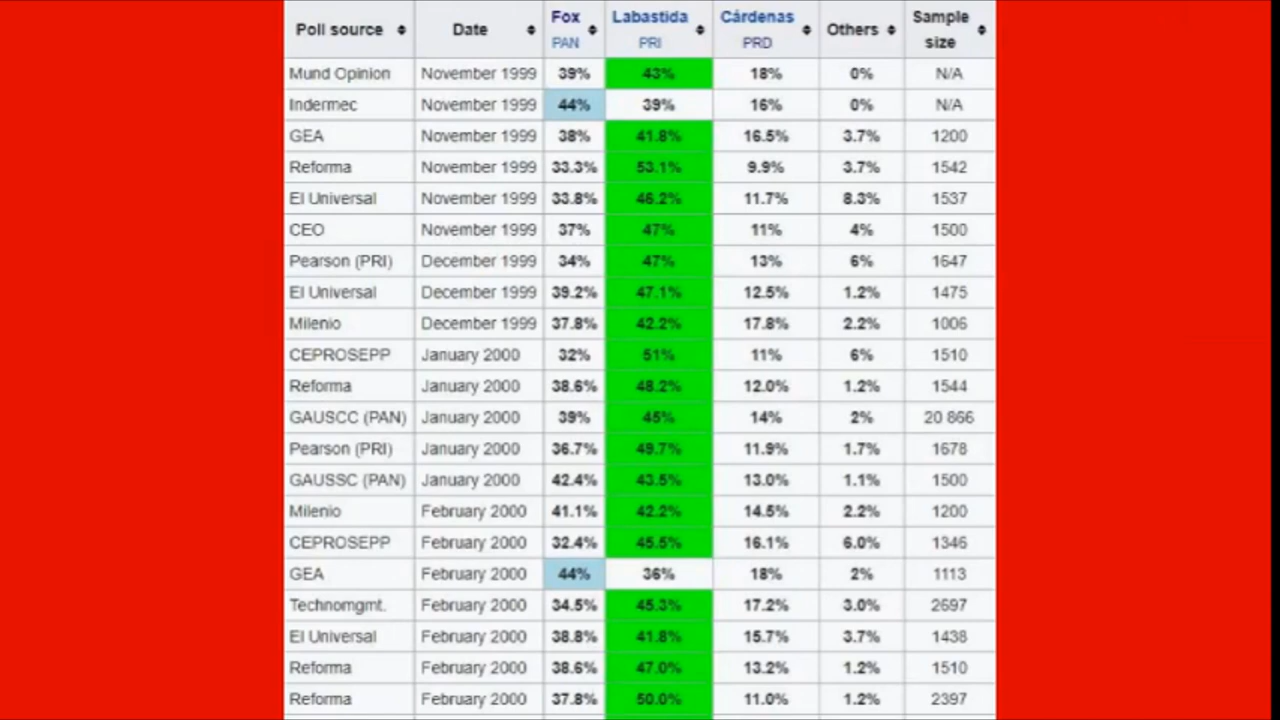 Poll source Date Fox PAN Labastida PRI Cárdenas PRD Others Sample size
Mund Opinion November 1999 39% 43% 18% 0% N/A
Indermec November 1999 44% 39% 16% 0% N/A
GEA November 1999 38% 41.8% 16.5% 3.7% 1200
Reforma November 1999 33.3% 53.1% 9.9% 3.7% 1542
El Universal November 1999 33.8% 46.2% 11.7% 8.3% 1537
CEO November 1999 37% 47% 11% 4% 1500
Pearson (PRI) December 1999 34% 47% 13% 6% 1647
El Universal December 1999 39.2% 47.1% 12.5% 1.2% 1475
Milenio December 1999 37.8% 42.2% 17.8% 2.2% 1006
CEPROSEPP January 2000 32% 51% 11% 6% 1510
Reforma January 2000 38.6% 48.2% 12.0% 1.2% 1544
GAUSCC (PAN) January 2000 39% 45% 14% 2% 20 866
Pearson (PRI) January 2000 36.7% 49.7% 11.9% 1.7% 1678
GAUSSC (PAN) January 2000 42.4% 43.5% 13.0% 1.1% 1500
Milenio February 2000 41.1% 42.2% 14.5% 2.2% 1200
CEPROSEPP February 2000 32.4% 45.5% 16.1% 6.0% 1346
GEA February 2000 44% 36% 18% 2% 1113
Technomgmt. February 2000 34.5% 45.3% 17.2% 3.0% 2697
El Universal February 2000 38.8% 41.8% 15.7% 3.7% 1438
Reforma February 2000 38.6% 47.0% 13.2% 1.2% 1510
Reforma February 2000 37.8% 50.0% 11.0% 1.2% 2397